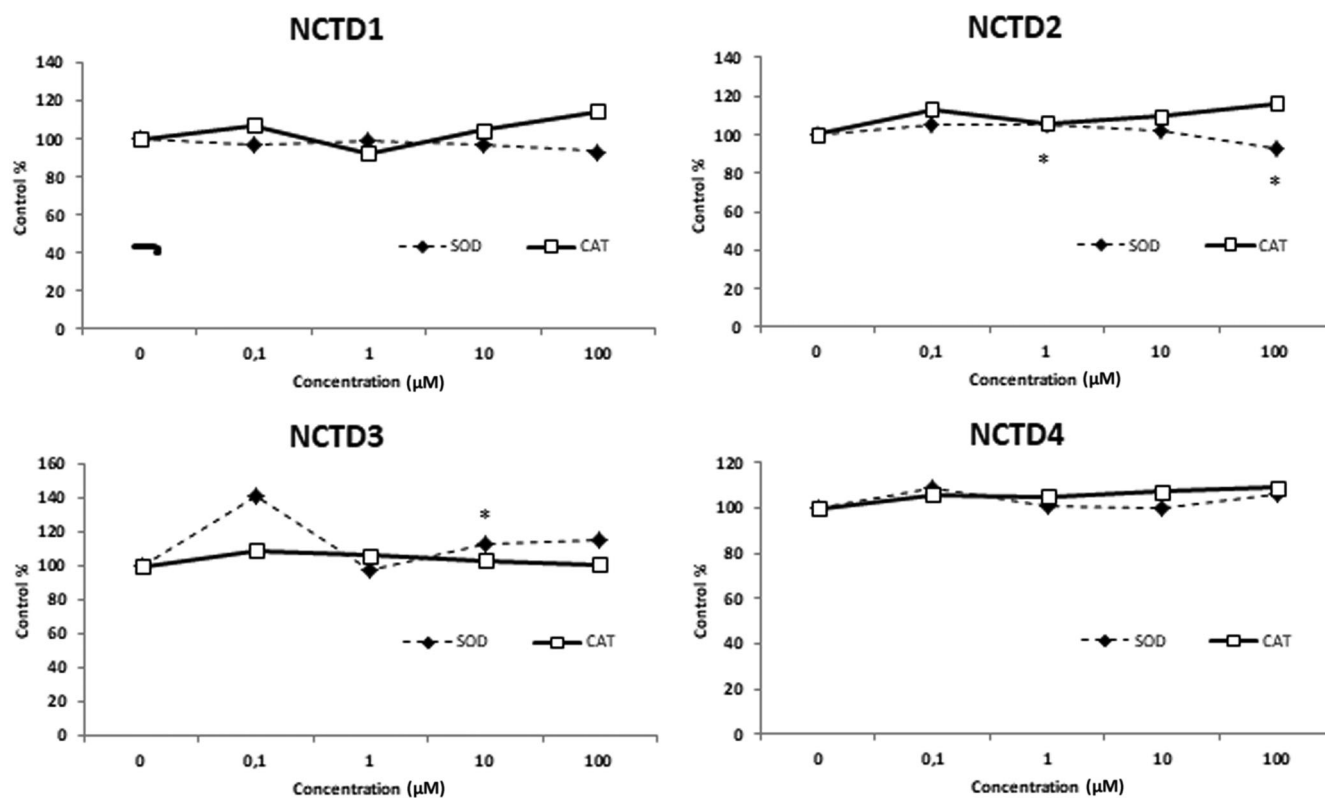 NCTD1
140
120
100
80
60
40
20
0
Control %
SOD CAT
0 0,1 1 10 100
Concentration (µM)
NCTD2
140
120
100
80
60
40
20
0
Control %
*
*
SOD CAT
0 0,1 1 10 100
Concentration (µM)
NCTD3
160
140
120
100
80
60
40
20
0
Control %
*
SOD CAT
0 0,1 1 10 100
Concentration (µM)
NCTD4
120
100
80
60
40
20
0
Control %
SOD CAT
0 0,1 1 10 100
Concentration (µM)